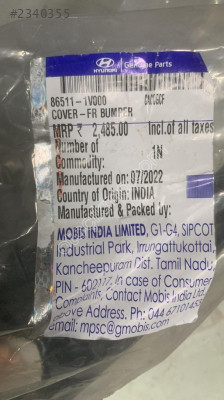 #2340355
HYUNDAI Genuine Parts
86511-1V000
COVER-FR BUMPER
MRP ₹ 2,485.00 Incl.of all taxes
Number of 1N
Commodity:
Manufactured on: 07/2022
Country of Origin: INDIA
Manufactured & Packed by:
MOBIS INDIA LIMITED, G1-G4, SIPCOT
Industrial Park, Irrungattukottai,
Kancheepuram Dist. Tamil Nadu
PIN - In case of Consumer
Complaints, Contact Mobis India Ltd.
above Address. Ph: 044 6710145
email: mpsc@gmobis.com